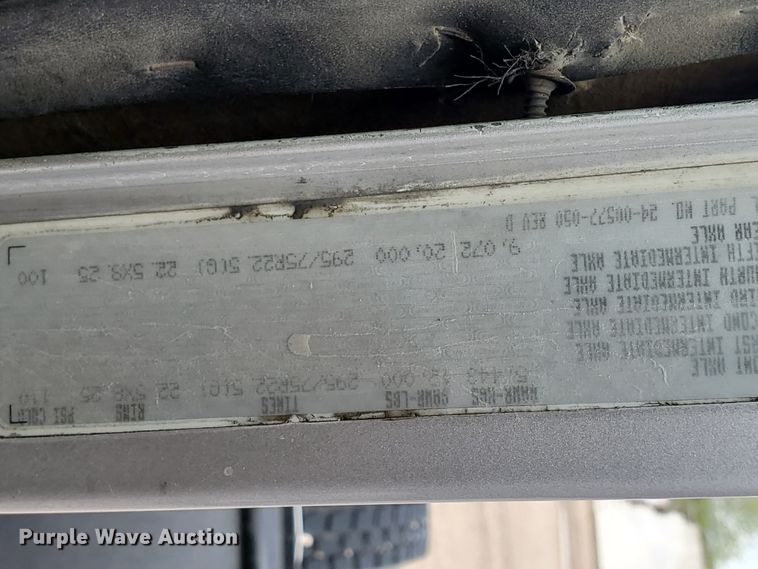 GAWR-KGS GAWR-LBS TIRES RIMS PSI COLD
ONT AXLE 5,443 12,000 295/75R22.5(G) 22.5X8.25 110
RST INTERMEDIATE AXLE
COND INTERMEDIATE AXLE
IRD INTERMEDIATE AXLE
OURTH INTERMEDIATE AXLE
IFTH INTERMEDIATE AXLE
EAR AXLE 9,072 20,000 295/75R22.5(G) 22.5X8.25 100
PART NO. 24-00577-050 REV D
Purple Wave Auction